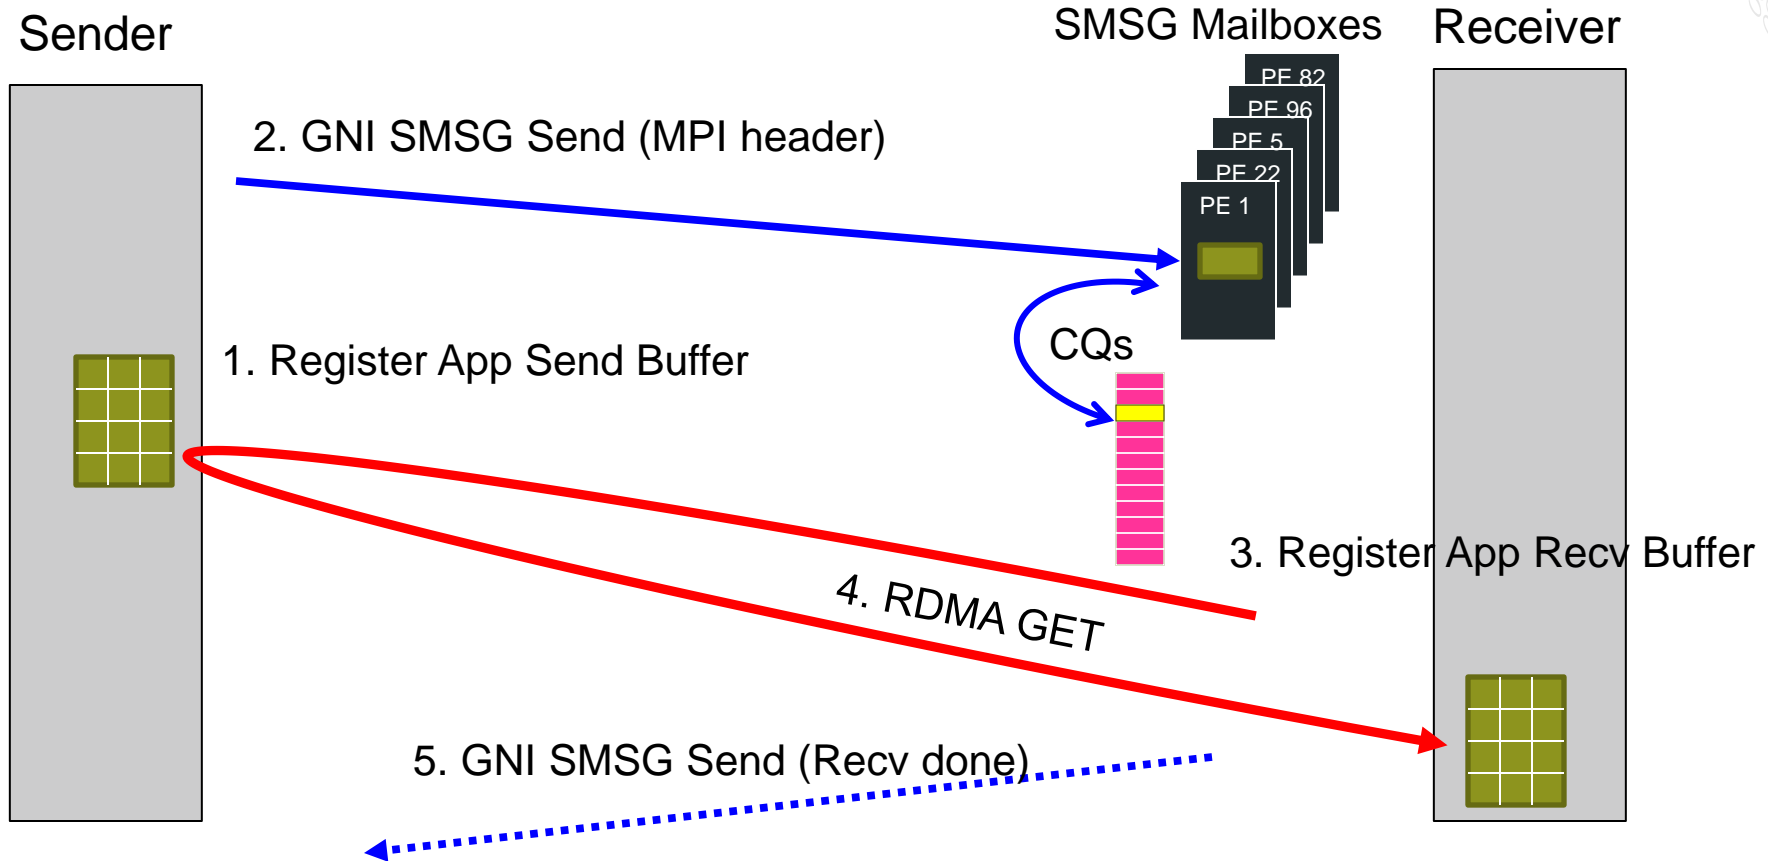 Sender
SMSG Mailboxes
Receiver
PE 82
PE 96
PE 5
PE 22
PE 1
2. GNI SMSG Send (MPI header)
CQs
1. Register App Send Buffer
3. Register App Recv Buffer
4. RDMA GET
5. GNI SMSG Send (Recv done)